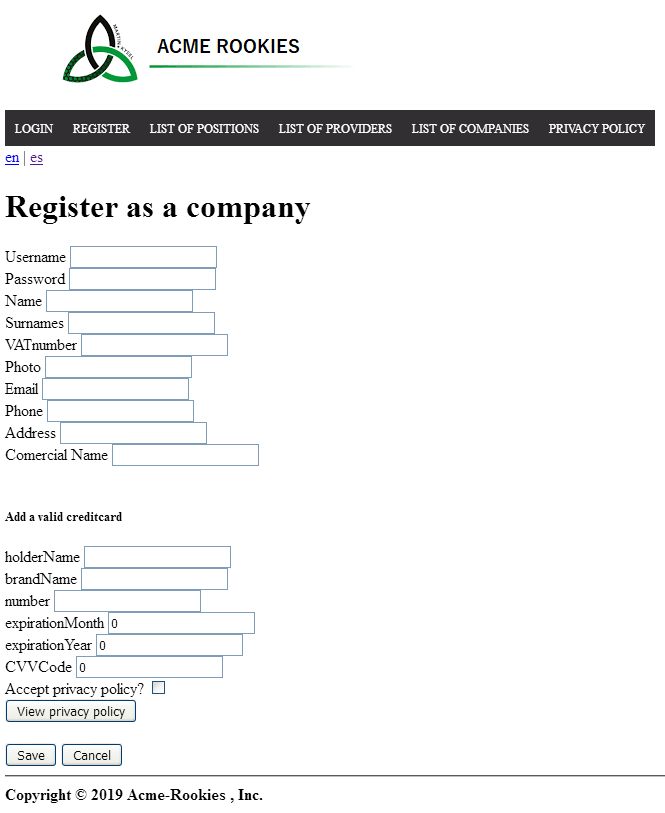 MARTIN KYSEL
ACME ROOKIES
LOGIN REGISTER LIST OF POSITIONS LIST OF PROVIDERS LIST OF COMPANIES PRIVACY POLICY
en | es
Register as a company
Username
Password
Name
Surnames
VATnumber
Photo
Email
Phone
Address
Comercial Name
Add a valid creditcard
holderName
brandName
number
expirationMonth 0
expirationYear 0
CVVCode 0
Accept privacy policy?
View privacy policy
Save Cancel
Copyright © 2019 Acme-Rookies , Inc.